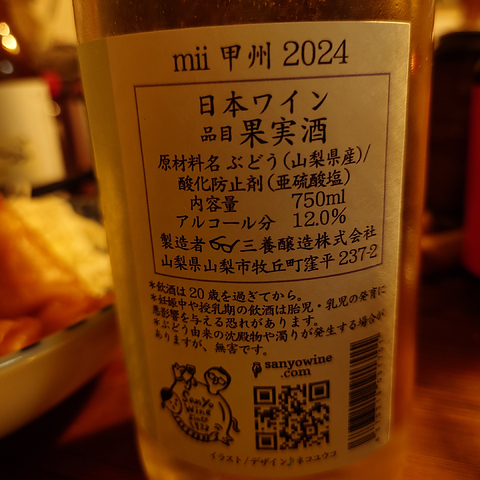 mii 甲州 2024
日本ワイン
品目 果実酒
原材料名 ぶどう(山梨県産)/
酸化防止剤(亜硫酸塩)
内容量 750ml
アルコール分 12.0%
製造者 三養醸造株式会社
山梨県山梨市牧丘町窪平 237-2
*飲酒は20歳を過ぎてから。
*妊娠中や授乳期の飲酒は胎児・乳児の発育に
悪影響を与える恐れがあります。
*ぶどう由来の沈殿物や濁りが発生する場合が
ありますが、無害です。
sanyowine
.com
SanYo
Wine
イラスト/デザイン♪ネコユウコ